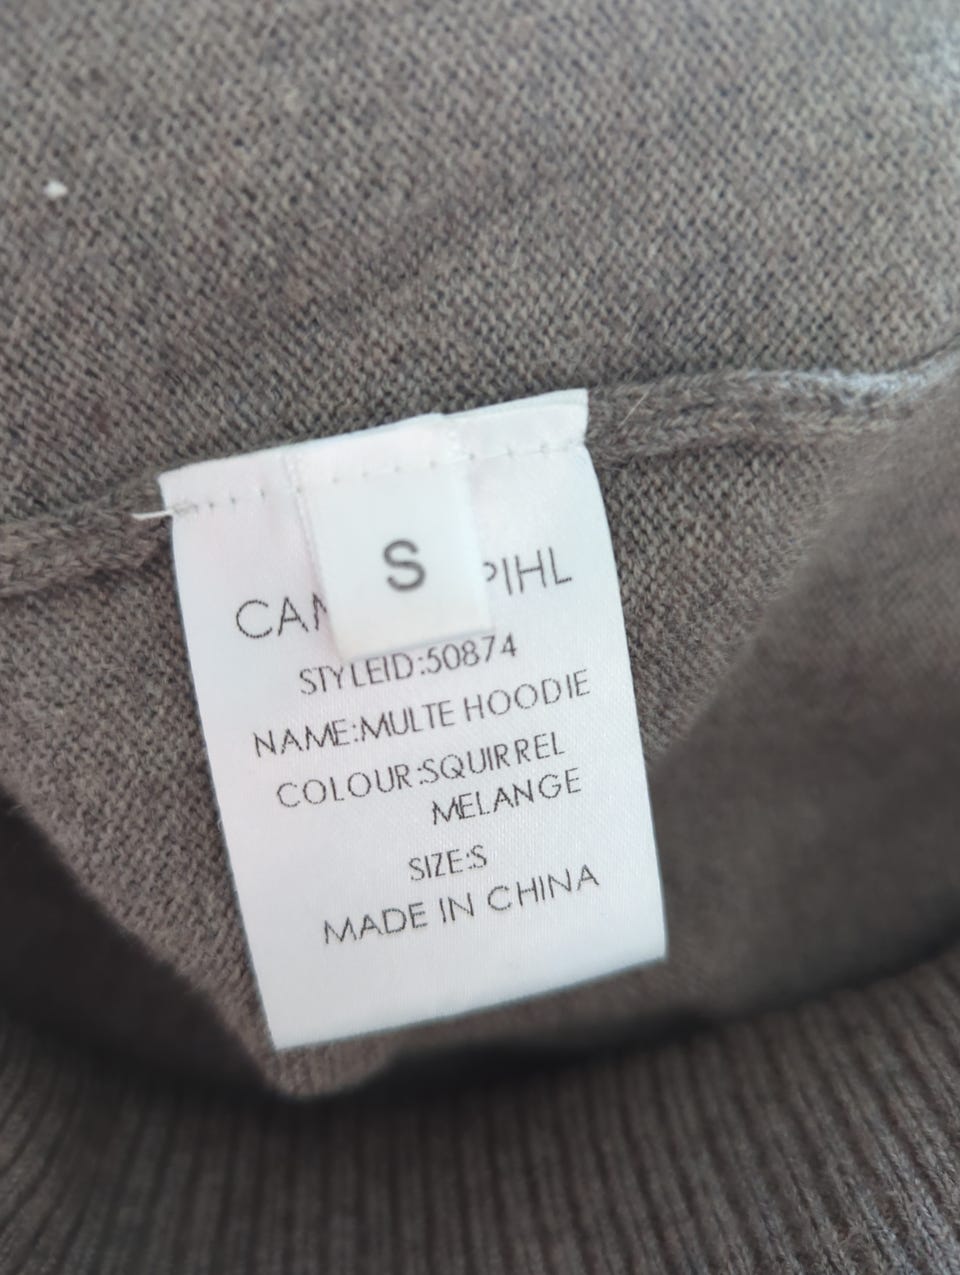 S
CAM PIHL
STYLEID:50874
NAME:MULTE HOODIE
COLOUR:SQUIRREL
MELANGE
SIZE:S
MADE IN CHINA